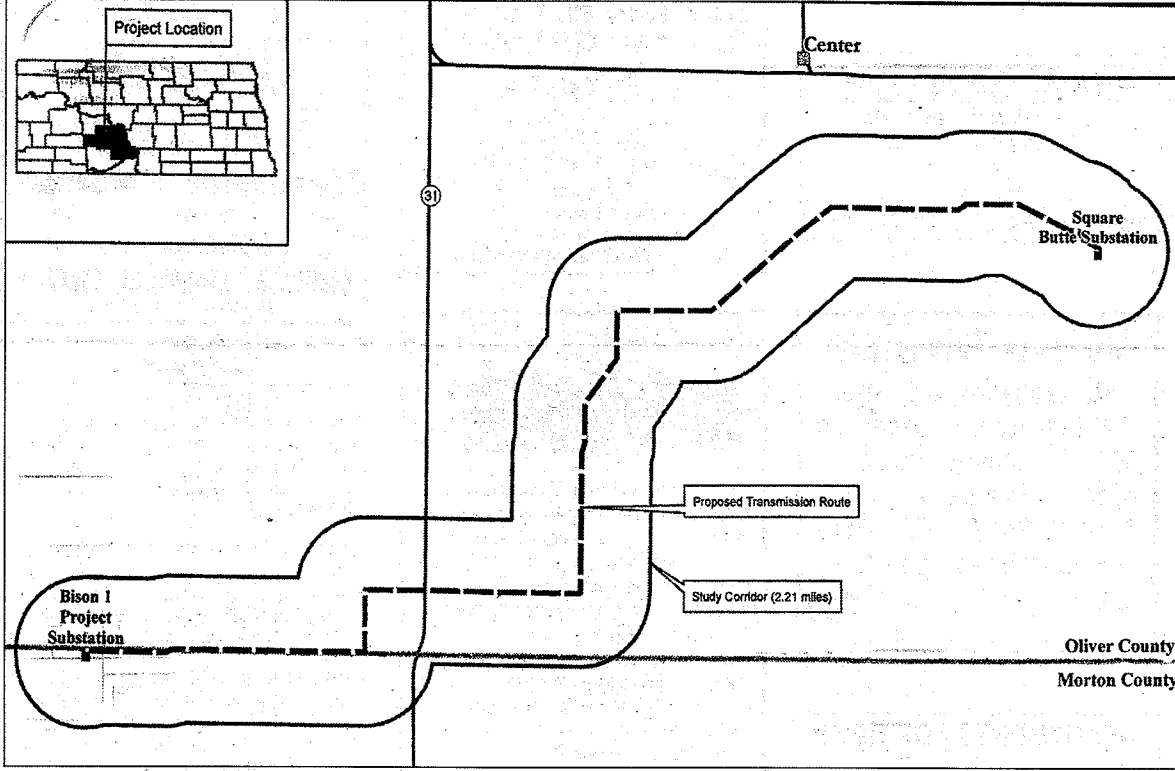 Project Location
Center
31
Square
Butte Substation
Proposed Transmission Route
Study Corridor (2.21 miles)
Bison 1
Project
Substation
Oliver County
Morton County